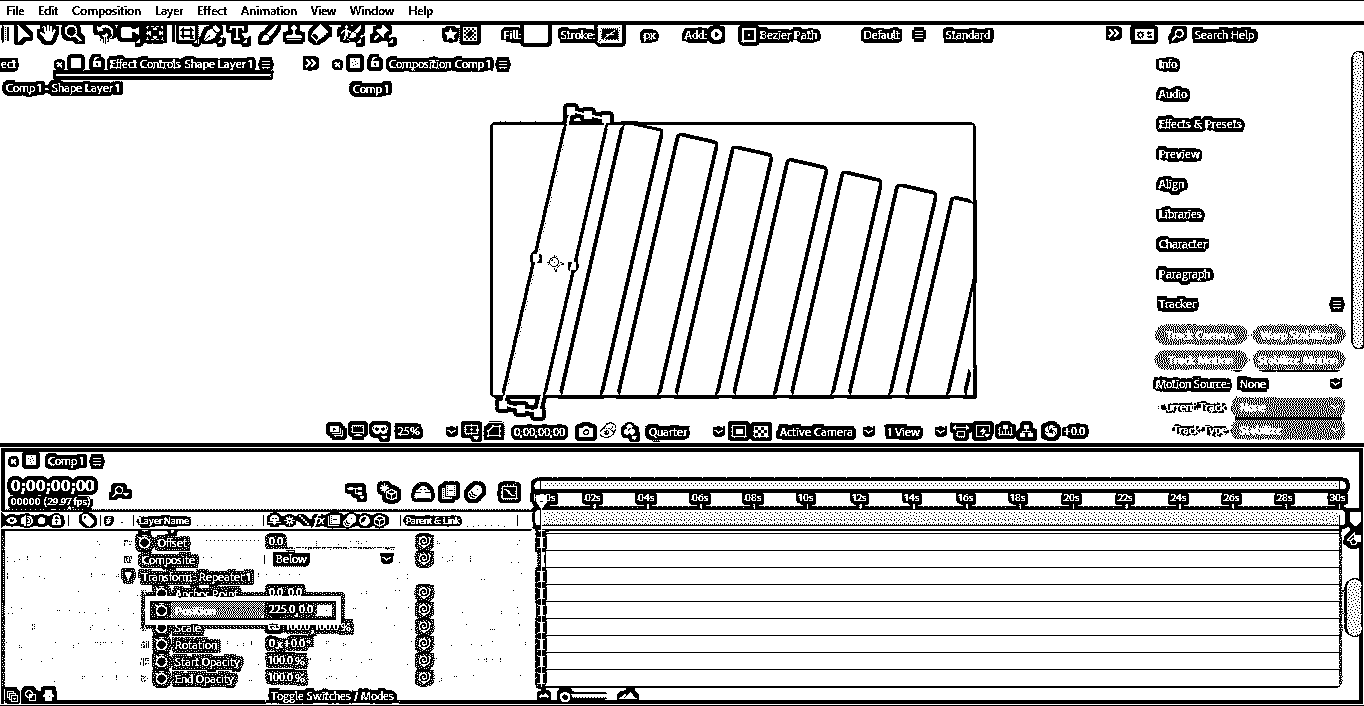 File Edit Composition Layer Effect Animation View Window Help
Fill: Stroke: px Add: Bezier Path Default Standard Search Help
ect Effect Controls Shape Layer 1 Composition Comp 1
Comp 1 - Shape Layer 1 Comp 1
Info
Audio
Effects & Presets
Preview
Align
Libraries
Character
Paragraph
Tracker
Motion Source: None
Current Track
Track Type
25% 0;00;00;00 Quarter Active Camera 1 View +0.0
Comp 1
0;00;00;00
00000 (29.97 fps)
00s 02s 04s 06s 08s 10s 12s 14s 16s 18s 20s 22s 24s 26s 28s 30s
# Layer Name fx Parent & Link
Offset 0.0
Composite Below
Transform: Repeater 1
Anchor Point 0.0, 0.0
Position 225.0, 0.0
Scale 100.0, 100.0%
Rotation 0 x +0.0°
Start Opacity 100.0%
End Opacity 100.0%
Toggle Switches / Modes